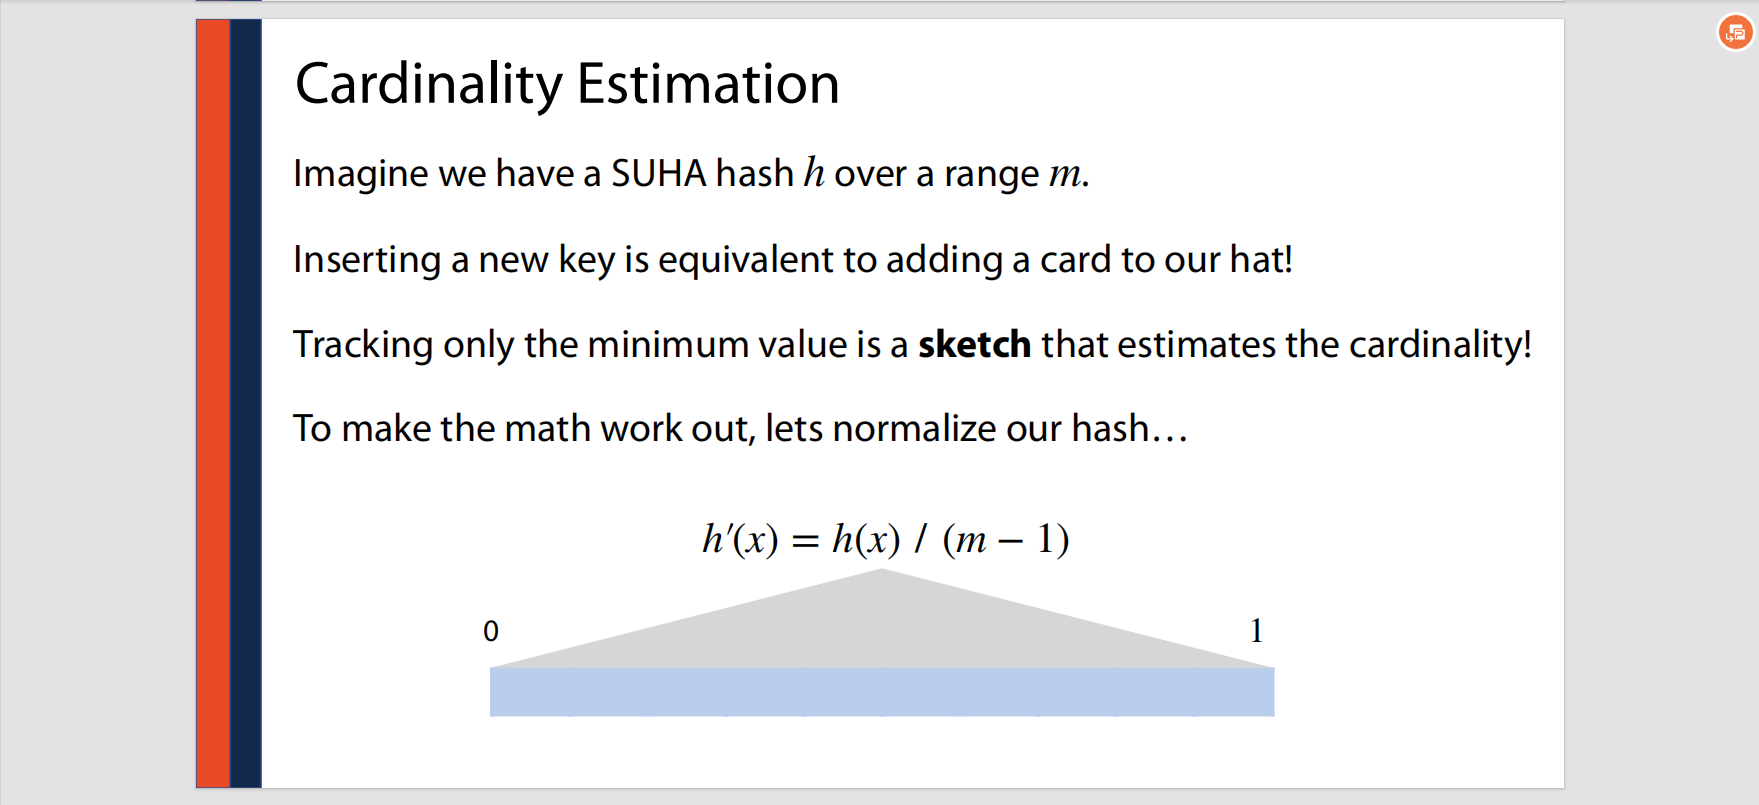 Cardinality Estimation
Imagine we have a SUHA hash h over a range m.
Inserting a new key is equivalent to adding a card to our hat!
Tracking only the minimum value is a sketch that estimates the cardinality!
To make the math work out, lets normalize our hash…
h′(x) = h(x) / (m − 1)
0 1